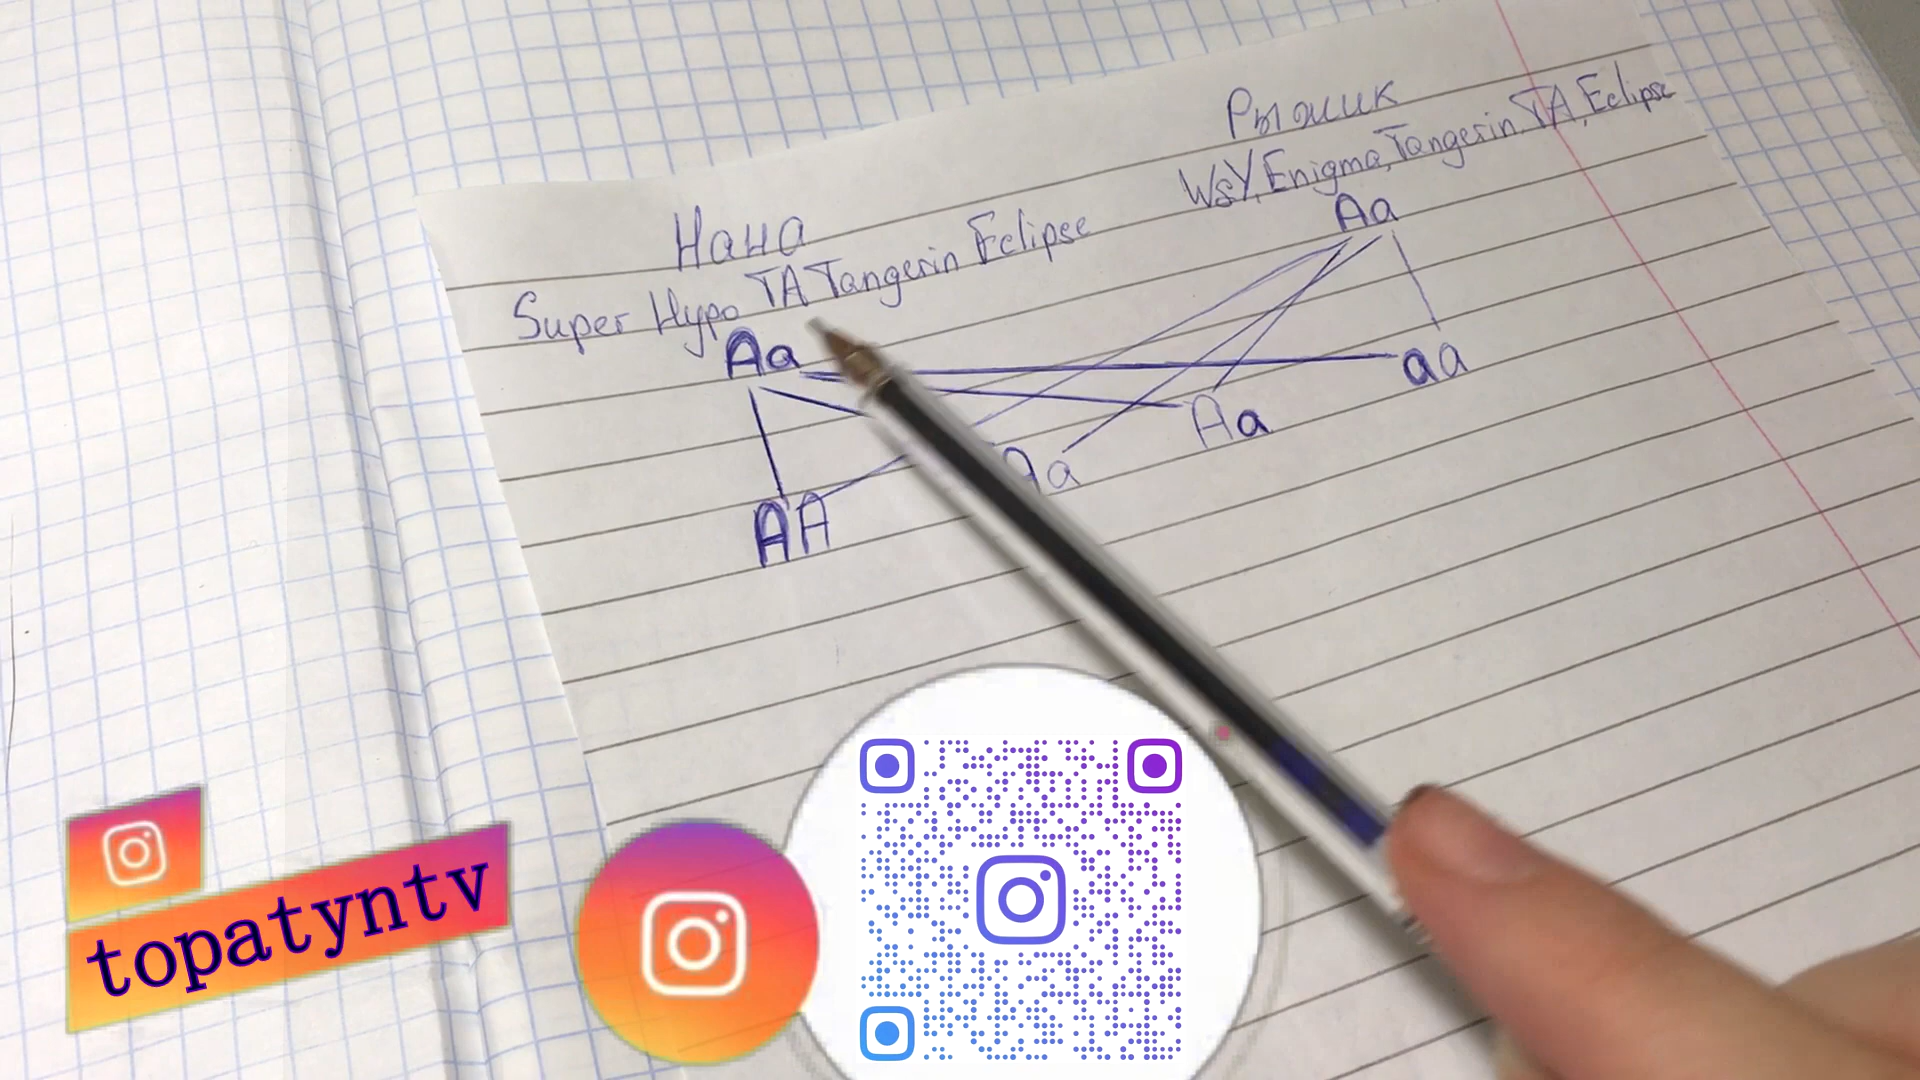 Рыжик
WsY, Enigma, Tangerin, TA, Eclipse
Aa
Нана
Super Hypo TA Tangerin Eclipse
Aa
aa
Aa
Aa
AA
topatyntv